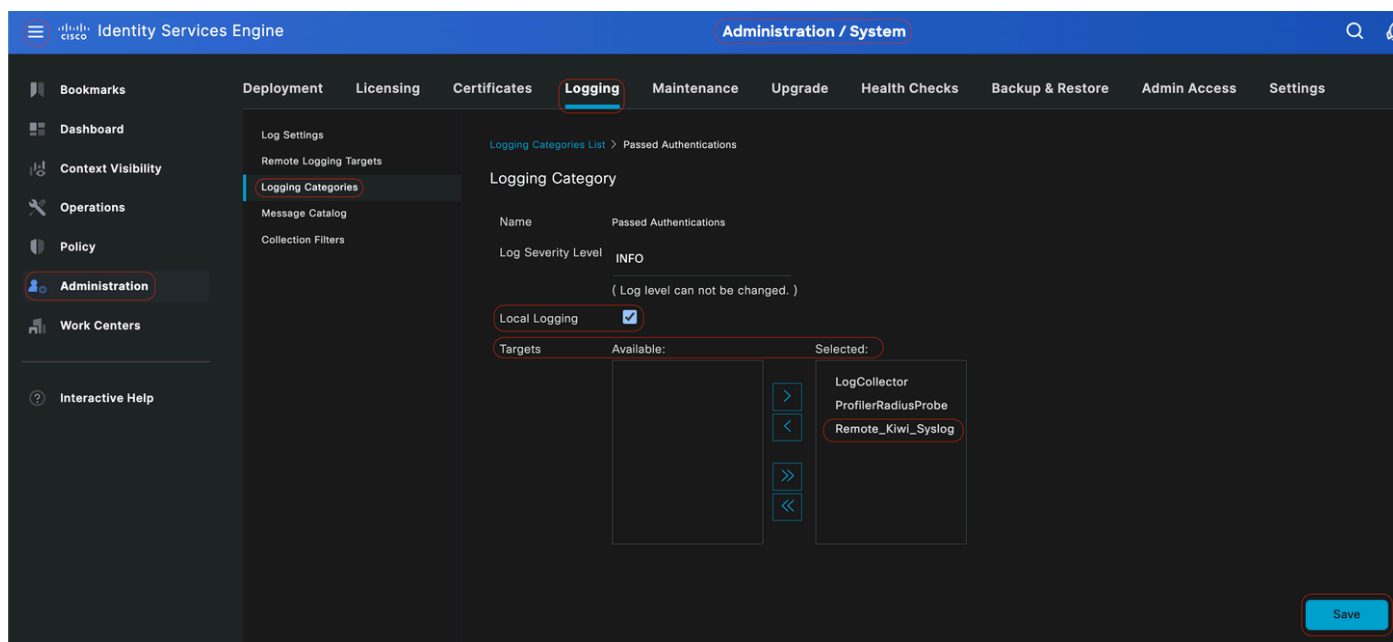 cisco Identity Services Engine
Administration / System
Bookmarks
Dashboard
Context Visibility
Operations
Policy
Administration
Work Centers
? Interactive Help
Deployment Licensing Certificates Logging Maintenance Upgrade Health Checks Backup & Restore Admin Access Settings
Log Settings
Remote Logging Targets
Logging Categories
Message Catalog
Collection Filters
Logging Categories List > Passed Authentications
Logging Category
Name Passed Authentications
Log Severity Level INFO
( Log level can not be changed. )
Local Logging
Targets Available: Selected:
LogCollector
ProfilerRadiusProbe
Remote_Kiwi_Syslog
>
<
>>
<<
Save